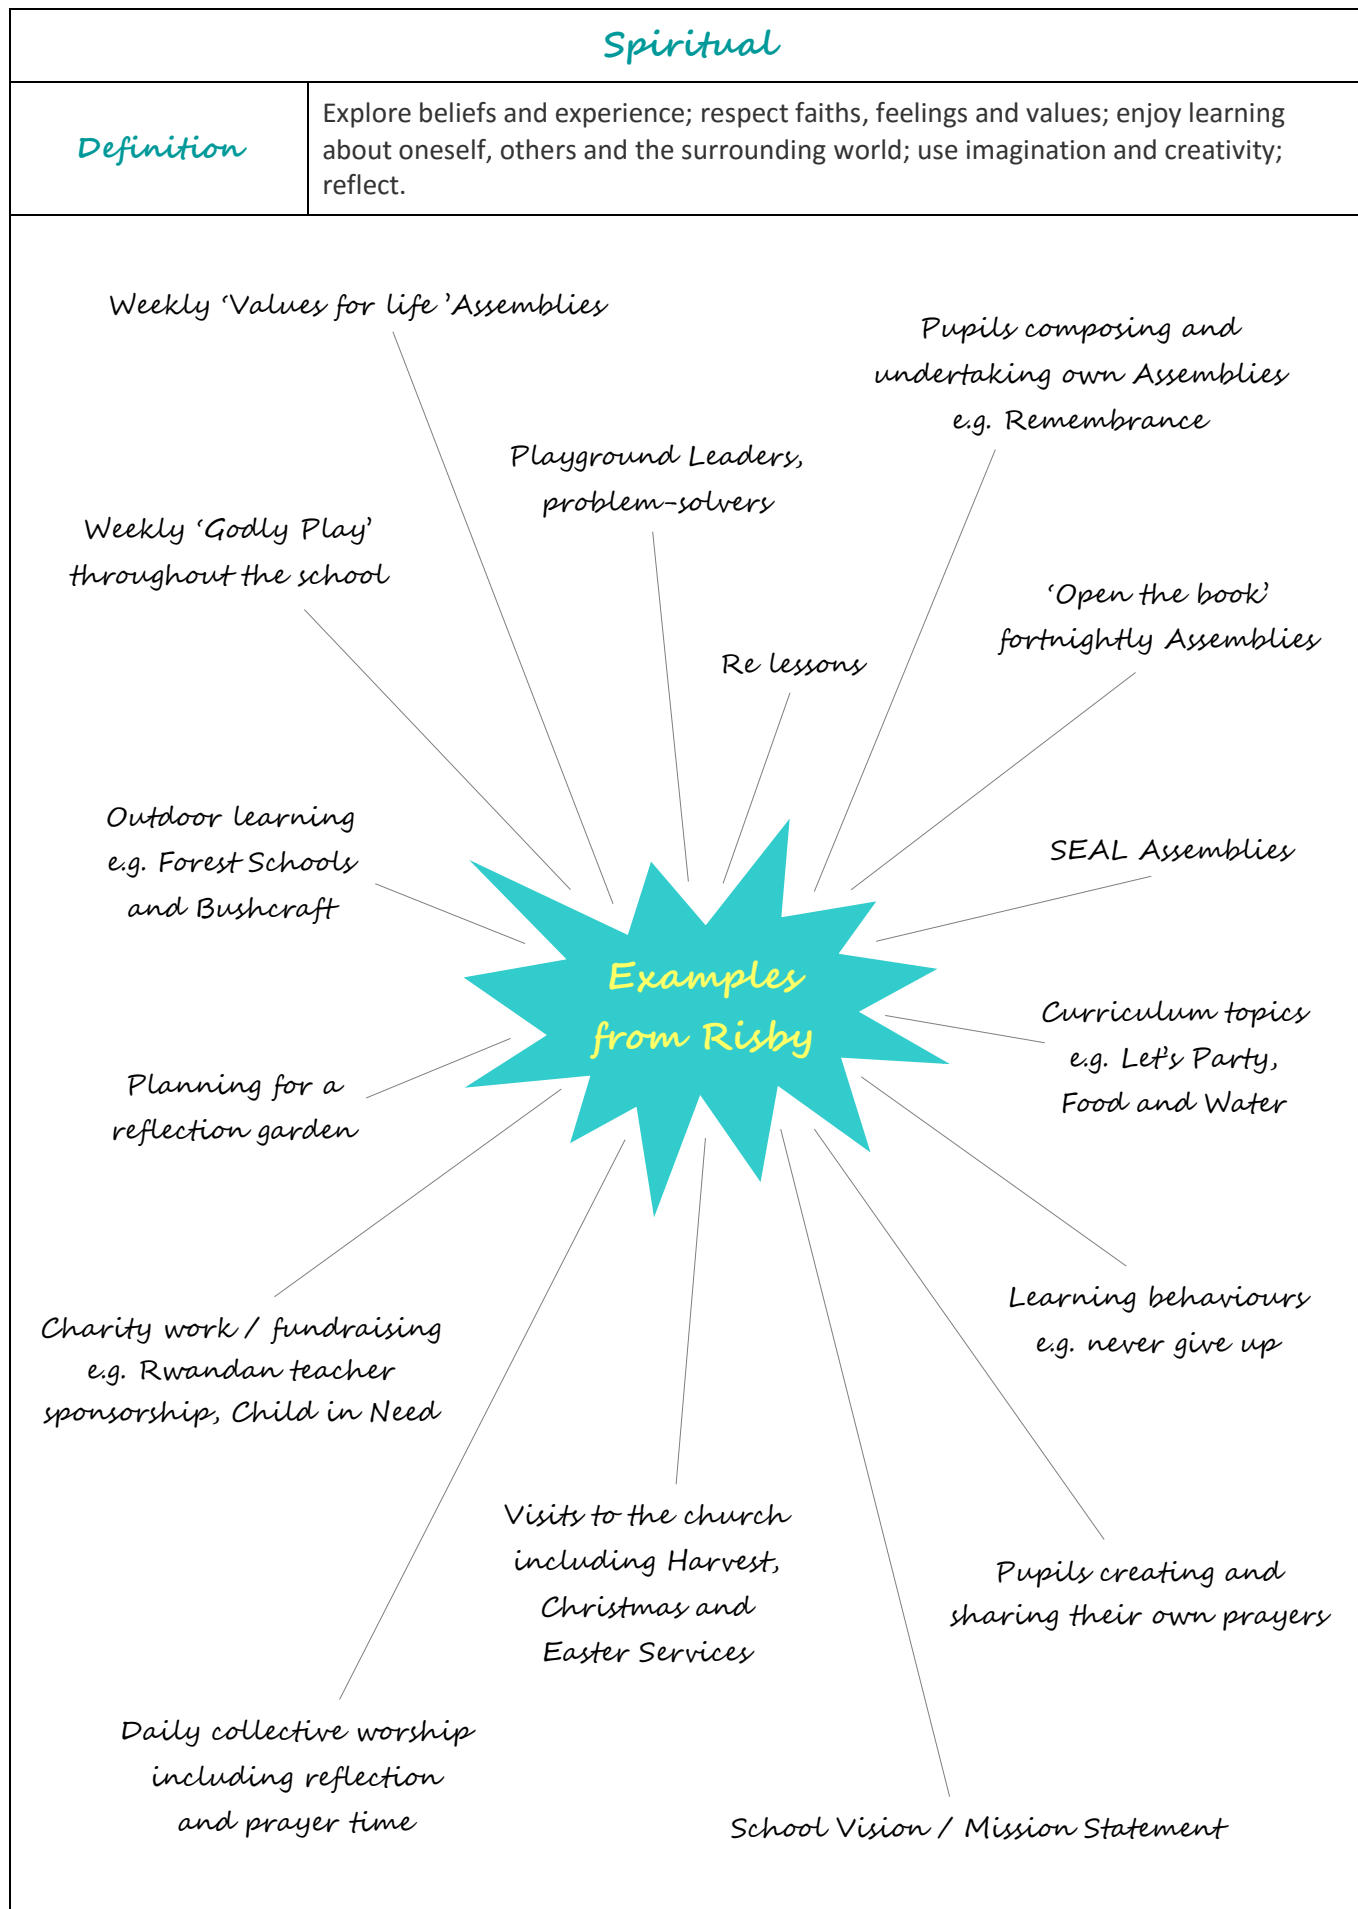 Spiritual
Definition
Explore beliefs and experience; respect faiths, feelings and values; enjoy learning
about oneself, others and the surrounding world; use imagination and creativity;
reflect.
Weekly ‘Values for life ’Assemblies
Pupils composing and
undertaking own Assemblies
e.g. Remembrance
Playground Leaders,
problem-solvers
Weekly ‘Godly Play’
throughout the school
‘Open the book’
fortnightly Assemblies
Re lessons
Outdoor learning
e.g. Forest Schools
and Bushcraft
SEAL Assemblies
Examples
from Risby
Curriculum topics
e.g. Let’s Party,
Food and Water
Planning for a
reflection garden
Learning behaviours
e.g. never give up
Charity work / fundraising
e.g. Rwandan teacher
sponsorship, Child in Need
Visits to the church
including Harvest,
Christmas and
Easter Services
Pupils creating and
sharing their own prayers
Daily collective worship
including reflection
and prayer time
School Vision / Mission Statement